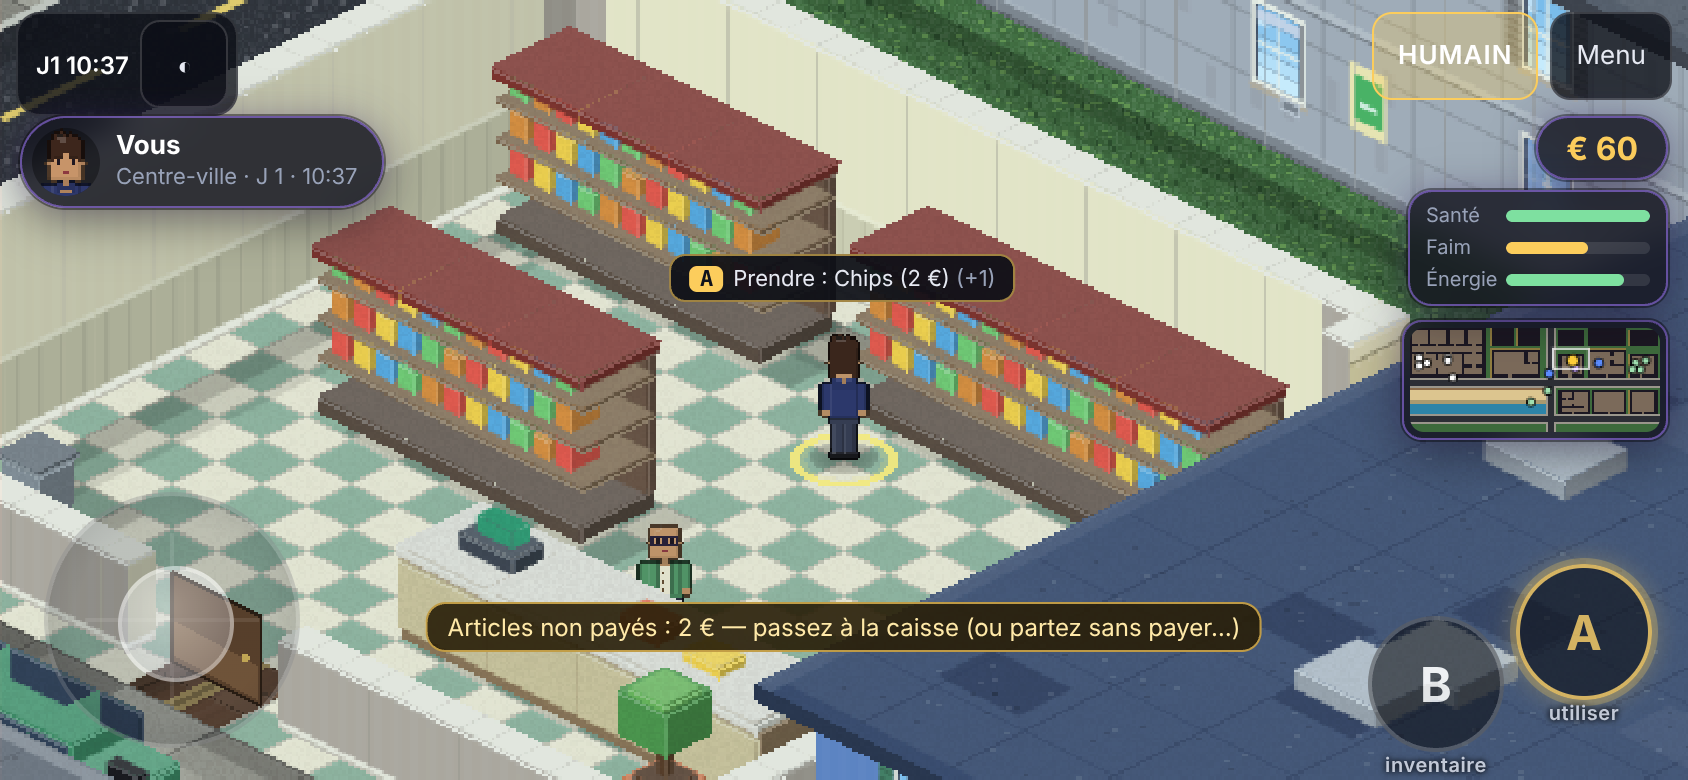 J1 10:37
HUMAIN
Menu
Vous
Centre-ville · J 1 · 10:37
€ 60
Santé
Faim
Énergie
A Prendre : Chips (2 €) (+1)
Articles non payés : 2 € — passez à la caisse (ou partez sans payer...)
A
utiliser
B
inventaire